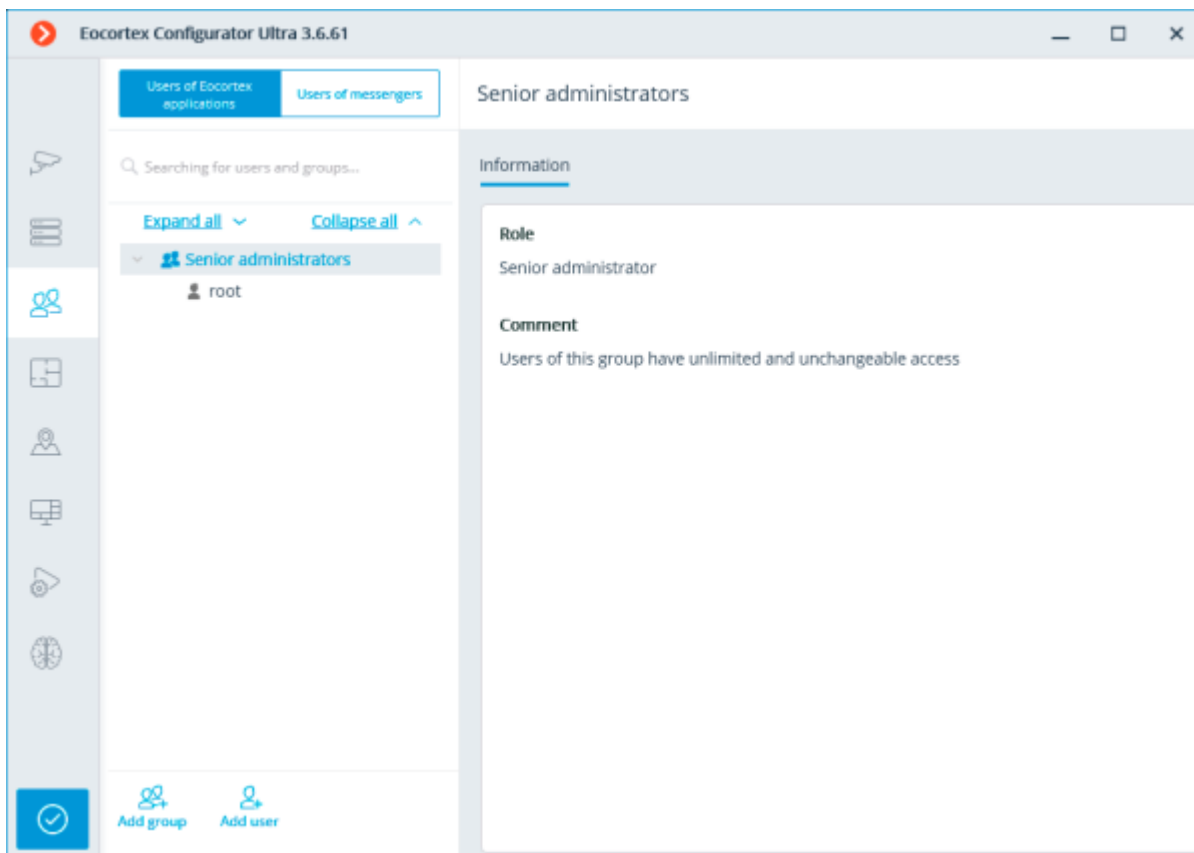 Eocortex Configurator Ultra 3.6.61
Users of Eocortex
applications
Users of messengers
Senior administrators
Searching for users and groups...
Information
Expand all
Collapse all
Senior administrators
root
Role
Senior administrator
Comment
Users of this group have unlimited and unchangeable access
Add group
Add user